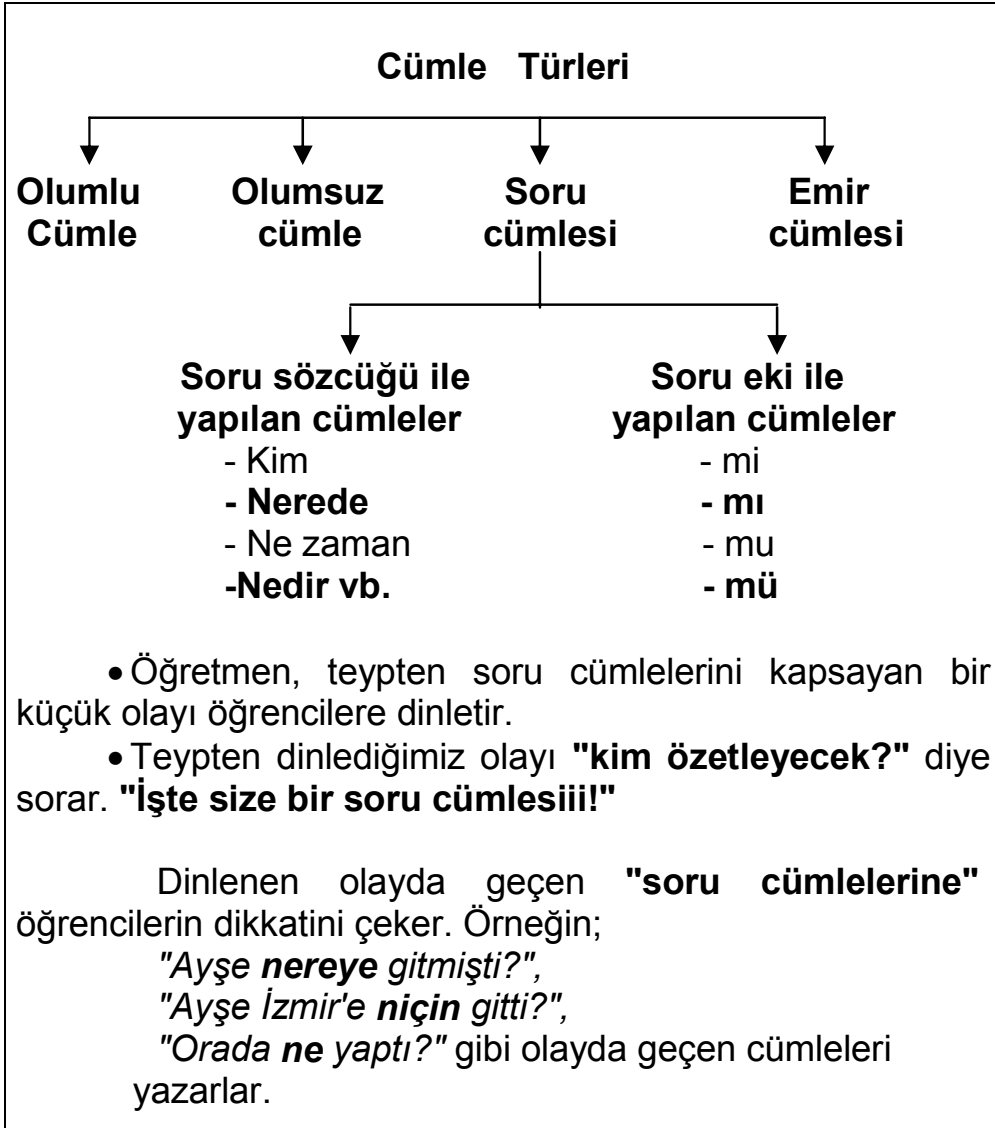 Cümle Türleri
Olumlu Olumsuz Soru Emir
Cümle cümle cümlesi cümlesi
Soru sözcüğü ile Soru eki ile
yapılan cümleler yapılan cümleler
- Kim - mi
- Nerede - mı
- Ne zaman - mu
-Nedir vb. - mü
• Öğretmen, teypten soru cümlelerini kapsayan bir
küçük olayı öğrencilere dinletir.
• Teypten dinlediğimiz olayı "kim özetleyecek?" diye
sorar. "İşte size bir soru cümlesiii!"
Dinlenen olayda geçen "soru cümlelerine"
öğrencilerin dikkatini çeker. Örneğin;
"Ayşe nereye gitmişti?",
"Ayşe İzmir'e niçin gitti?",
"Orada ne yaptı?" gibi olayda geçen cümleleri
yazarlar.